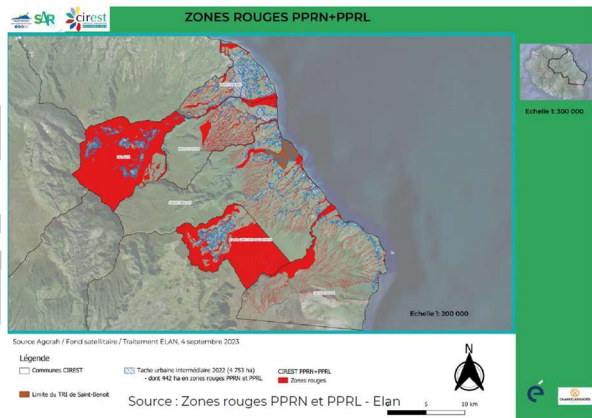 SAR
cirest
ZONES ROUGES PPRN+PPRL
Echelle 1: 300 000
Echelle 1: 200 000
Source Agorah / Fond satellitaire / Traitement ELAN, 4 septembre 2023
Légende
Communes CIREST
Tache urbaine intermédiaire 2022 (4 753 ha)
- dont 442 ha en zones rouges PPRN et PPRL
CIREST PPRN+PPRL
Zones rouges
Limite du TRI de Saint-Benoit
N
Source : Zones rouges PPRN et PPRL - Elan
5
10 km
é